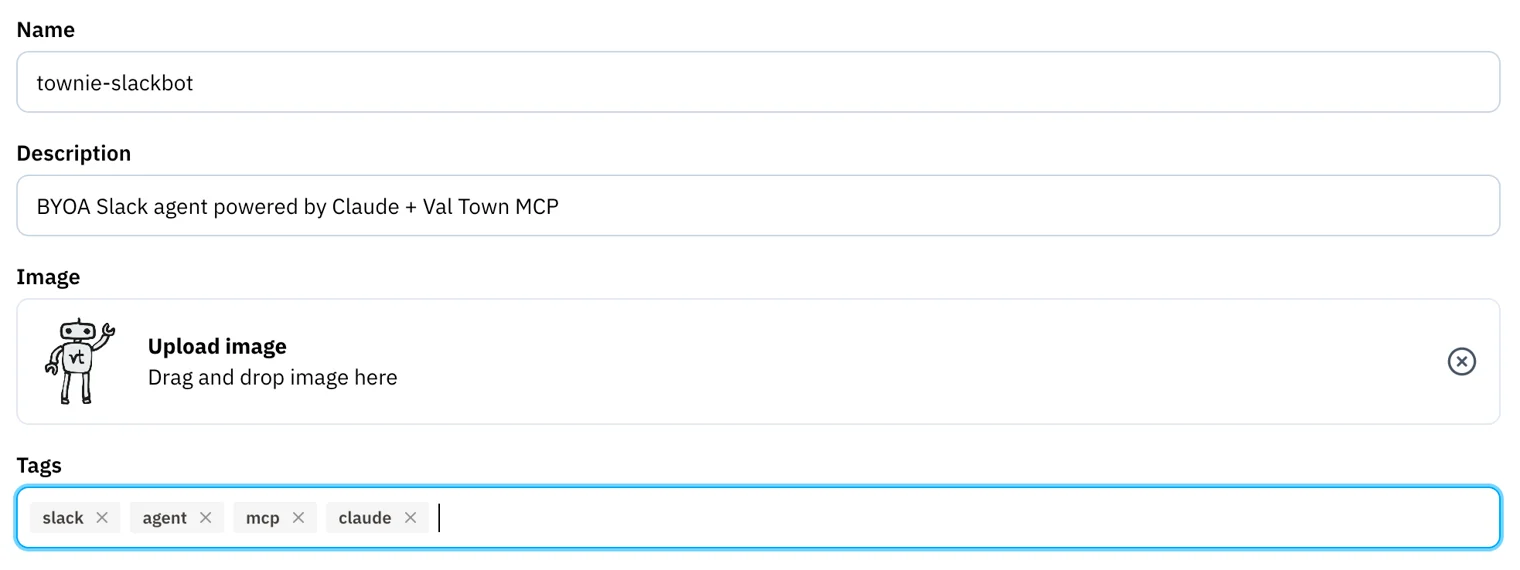 Name
townie-slackbot
Description
BYOA Slack agent powered by Claude + Val Town MCP
Image
vt
Upload image
Drag and drop image here
Tags
slack agent mcp claude